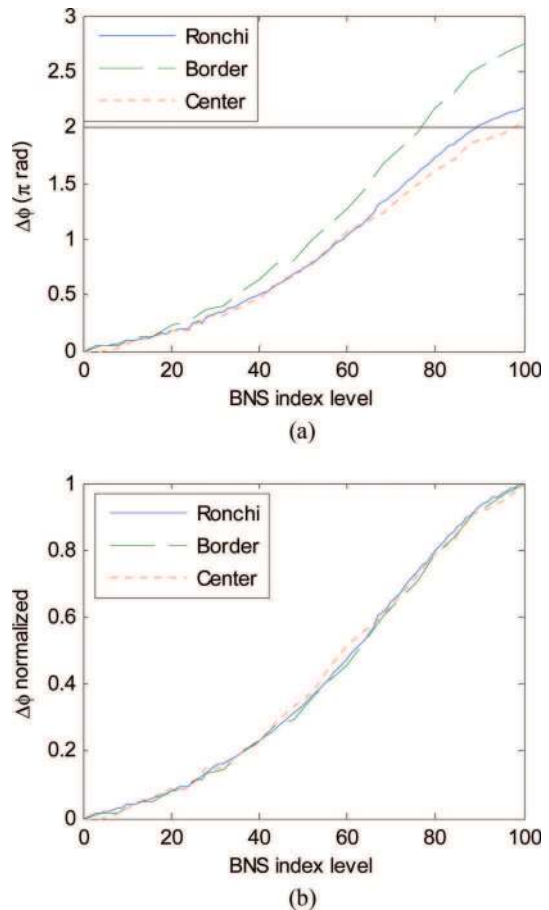 3
2.5
2
1.5
1
0.5
0
Δϕ (π rad)
Ronchi
Border
Center
0 20 40 60 80 100
BNS index level
(a)
1
0.8
0.6
0.4
0.2
0
Δϕ normalized
Ronchi
Border
Center
0 20 40 60 80 100
BNS index level
(b)